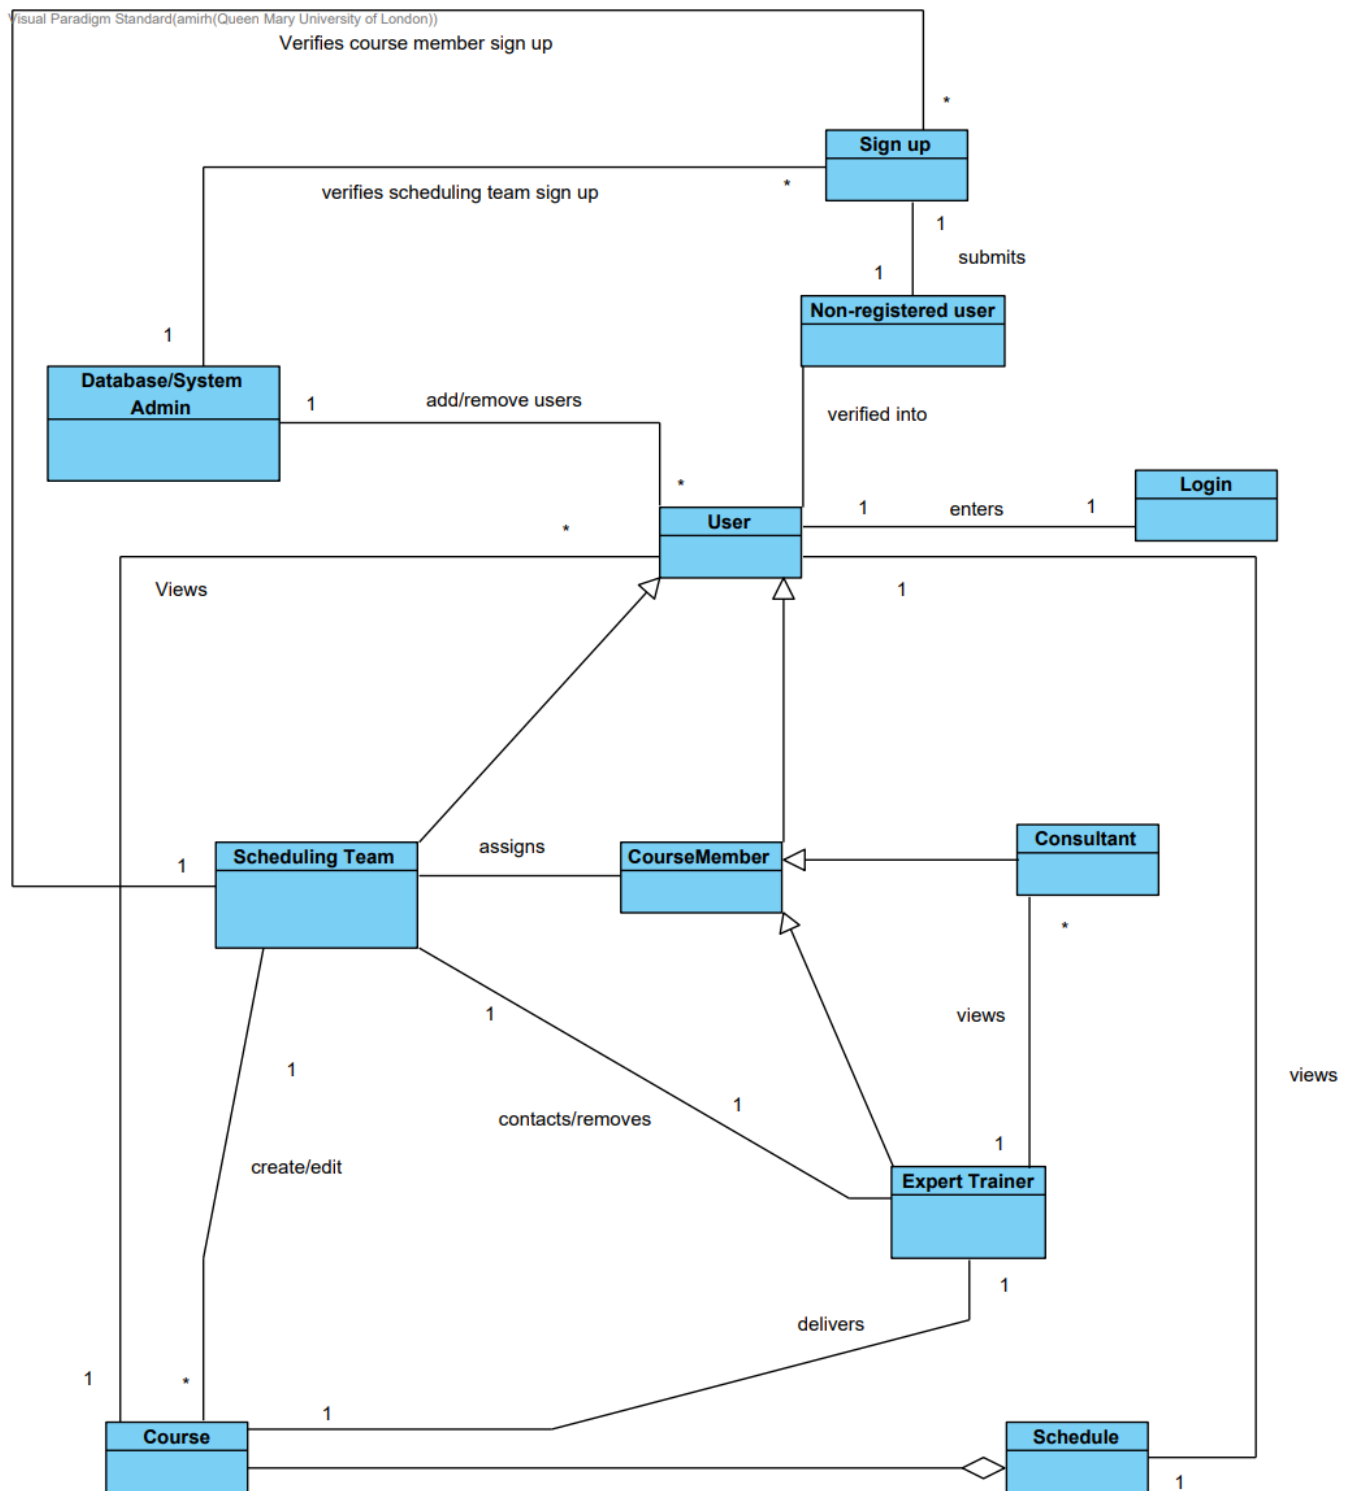 Visual Paradigm Standard(amirh(Queen Mary University of London))
Verifies course member sign up
*
Sign up
verifies scheduling team sign up
*
1
submits
1
Non-registered user
1
Database/System
Admin
1
add/remove users
verified into
*
Login
User
1
enters
1
*
Views
1
Scheduling Team
assigns
CourseMember
Consultant
1
*
1
views
1
views
1
contacts/removes
create/edit
1
Expert Trainer
1
delivers
1
*
1
Course
Schedule
1